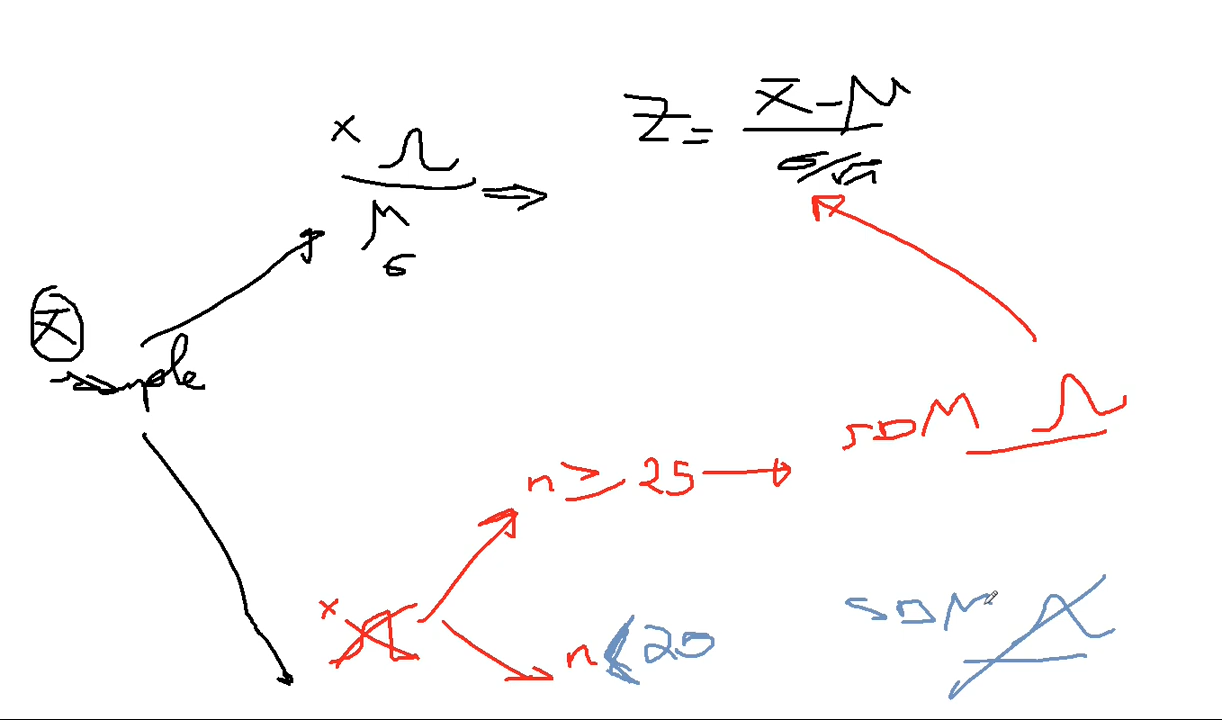 Z = x̄ - μ / σ/√n
x
μ
σ
x̄
sample
SDM
n ≥ 25
x
SDM
n < 20